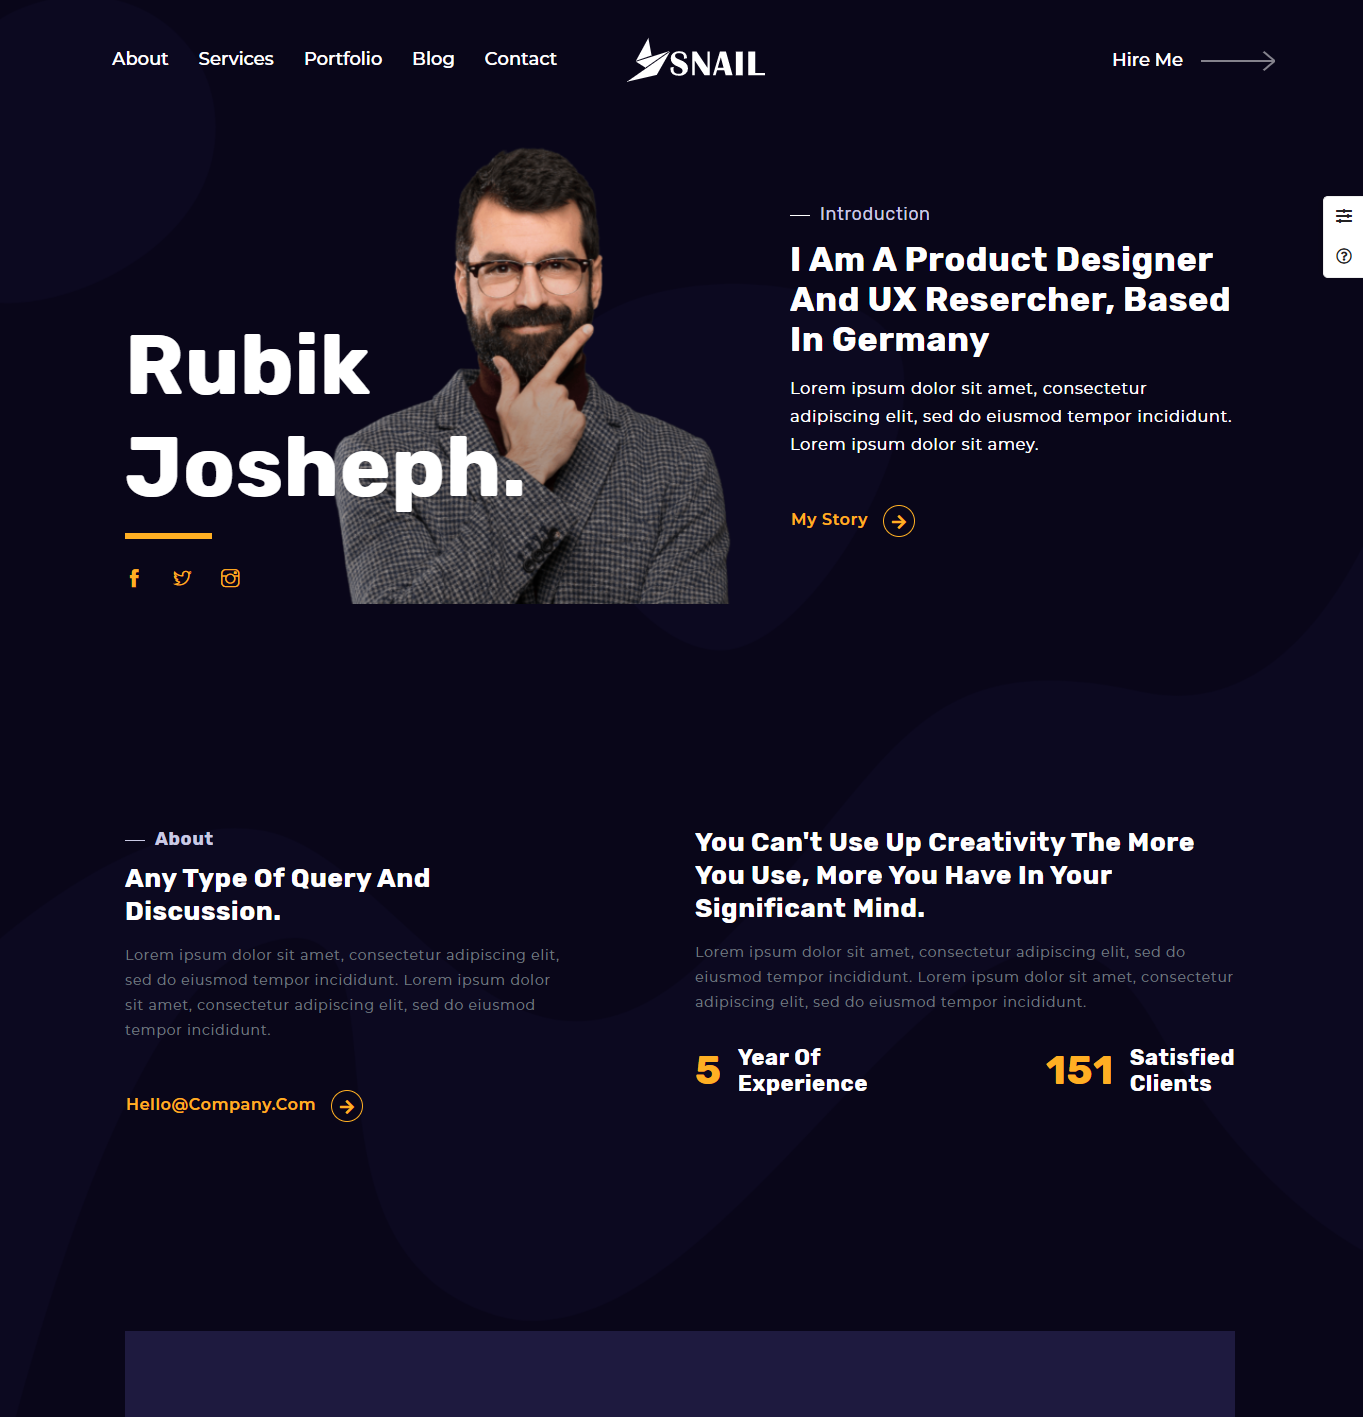 About Services Portfolio Blog Contact
SNAIL
Hire Me
Introduction
I Am A Product Designer
And UX Resercher, Based
In Germany
Lorem ipsum dolor sit amet, consectetur
adipiscing elit, sed do eiusmod tempor incididunt.
Lorem ipsum dolor sit amey.
My Story
Rubik
Josheph.
About
Any Type Of Query And
Discussion.
Lorem ipsum dolor sit amet, consectetur adipiscing elit,
sed do eiusmod tempor incididunt. Lorem ipsum dolor
sit amet, consectetur adipiscing elit, sed do eiusmod
tempor incididunt.
Hello@Company.Com
You Can't Use Up Creativity The More
You Use, More You Have In Your
Significant Mind.
Lorem ipsum dolor sit amet, consectetur adipiscing elit, sed do
eiusmod tempor incididunt. Lorem ipsum dolor sit amet, consectetur
adipiscing elit, sed do eiusmod tempor incididunt.
5 Year Of
Experience
151 Satisfied
Clients